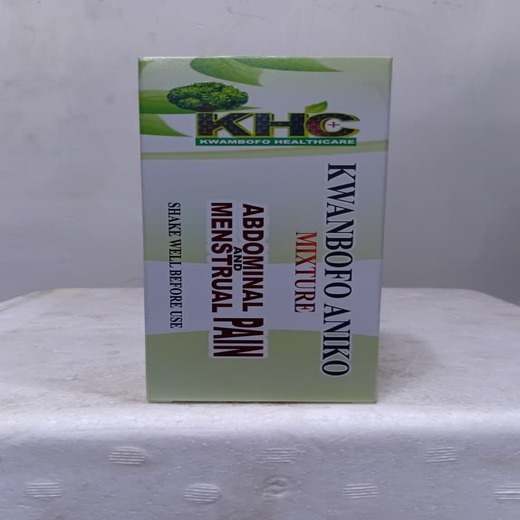 KHC
KWAMBOFO HEALTHCARE
KWANBOFO ANIKO
MIXTURE
ABDOMINAL
AND
MENSTRUAL
PAIN
SHAKE WELL BEFORE USE